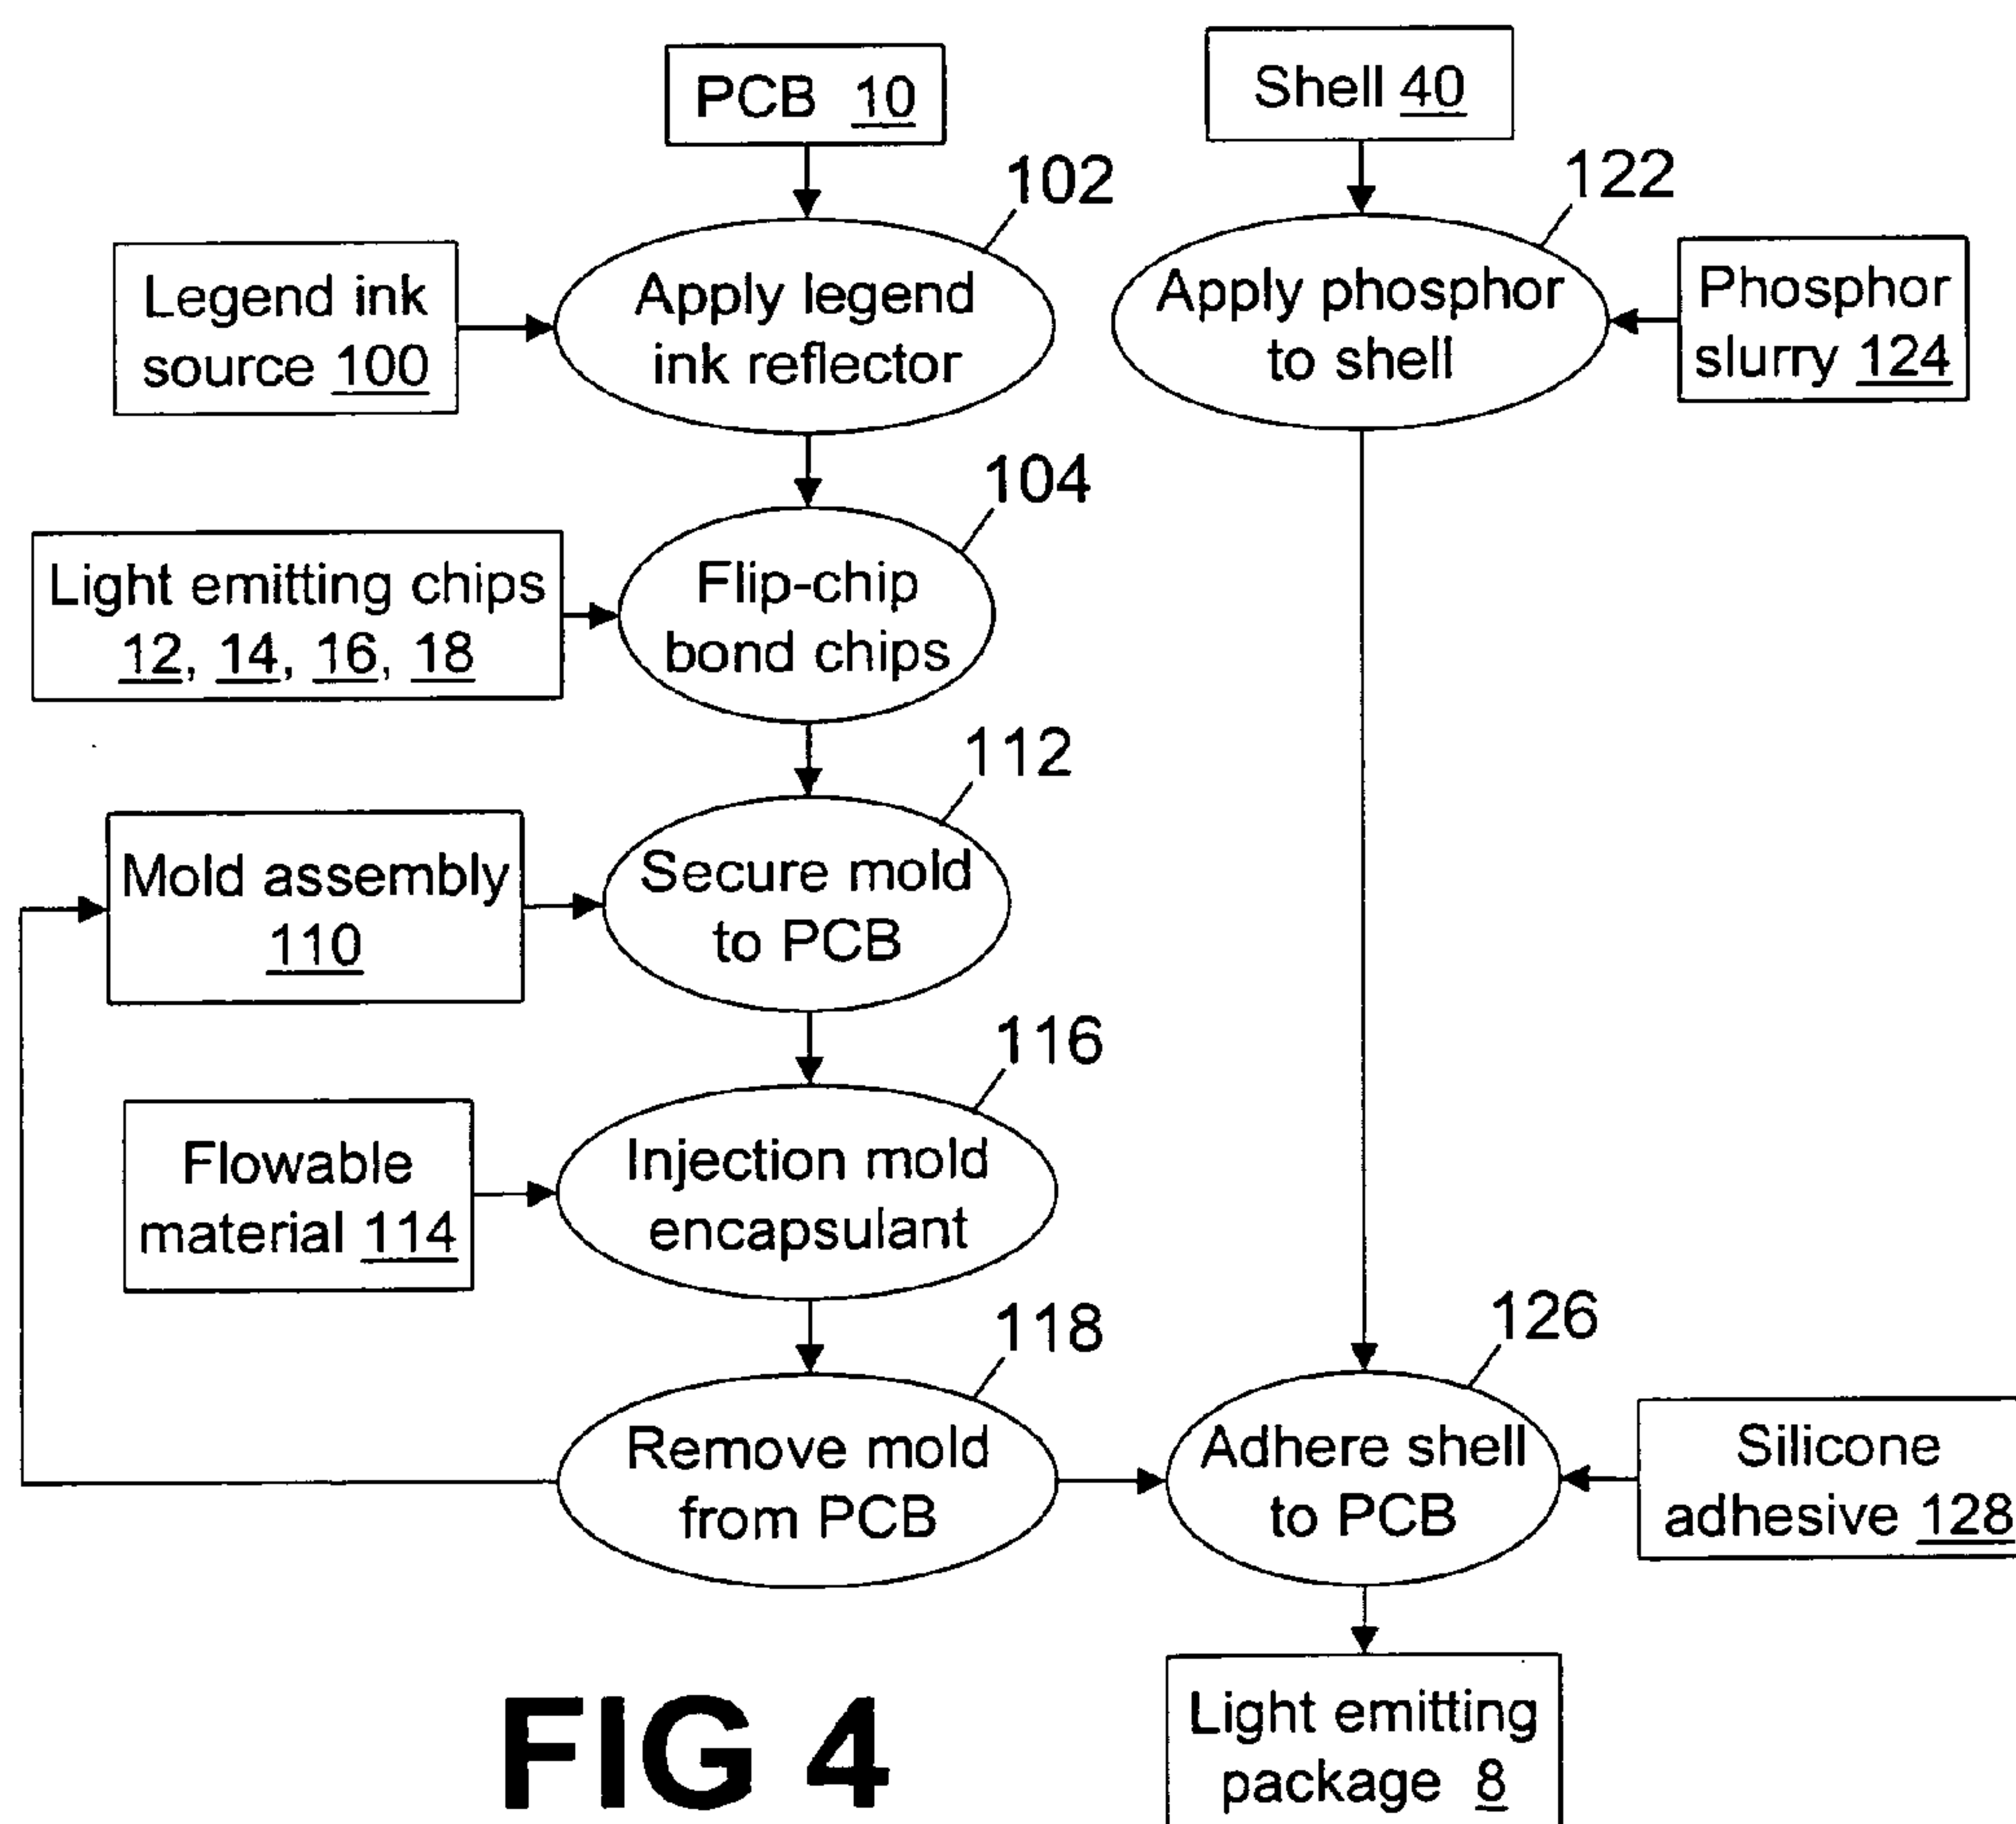 PCB 10
Shell 40
102
122
Legend ink
source 100
Apply legend
ink reflector
Apply phosphor
to shell
Phosphor
slurry 124
104
Light emitting chips
12, 14, 16, 18
Flip-chip
bond chips
112
Mold assembly
110
Secure mold
to PCB
116
Flowable
material 114
Injection mold
encapsulant
118
126
Remove mold
from PCB
Adhere shell
to PCB
Silicone
adhesive 128
Light emitting
package 8
FIG 4